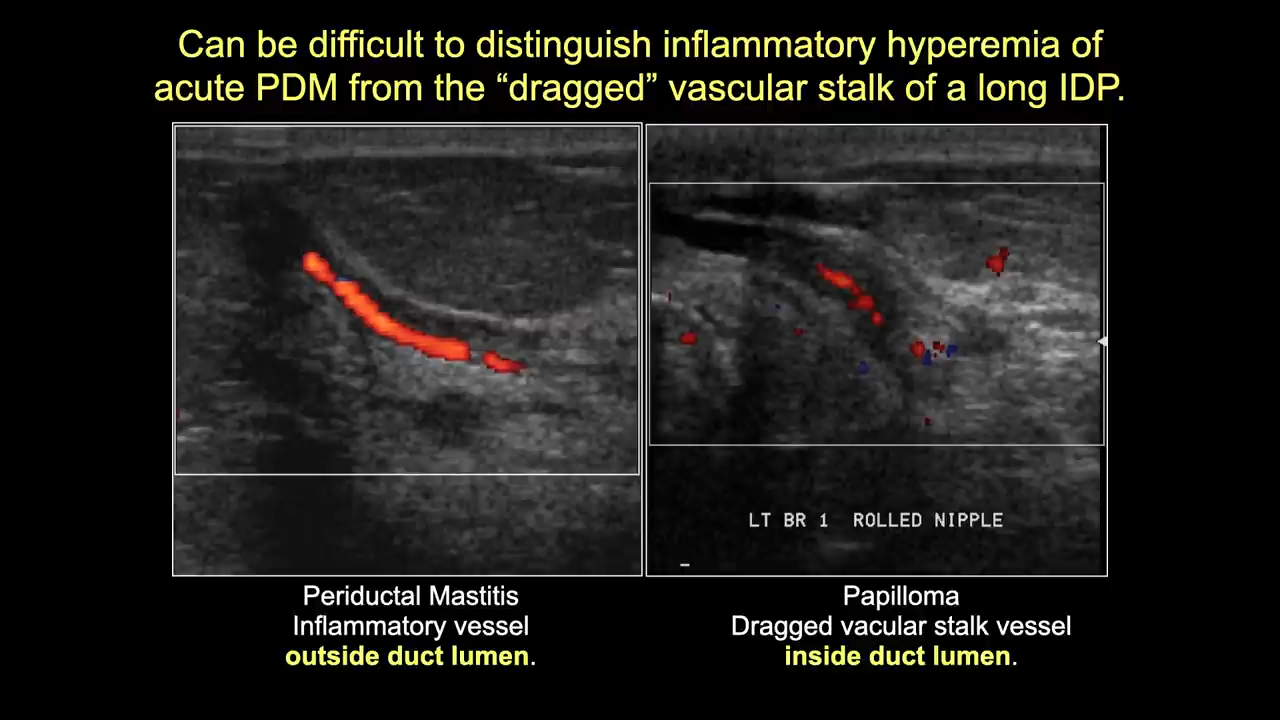 Can be difficult to distinguish inflammatory hyperemia of
acute PDM from the “dragged” vascular stalk of a long IDP.
LT BR 1 ROLLED NIPPLE
Periductal Mastitis
Inflammatory vessel
outside duct lumen.
Papilloma
Dragged vacular stalk vessel
inside duct lumen.